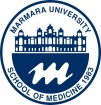 MARMARA UNIVERSITY
SCHOOL OF MEDICINE 1983